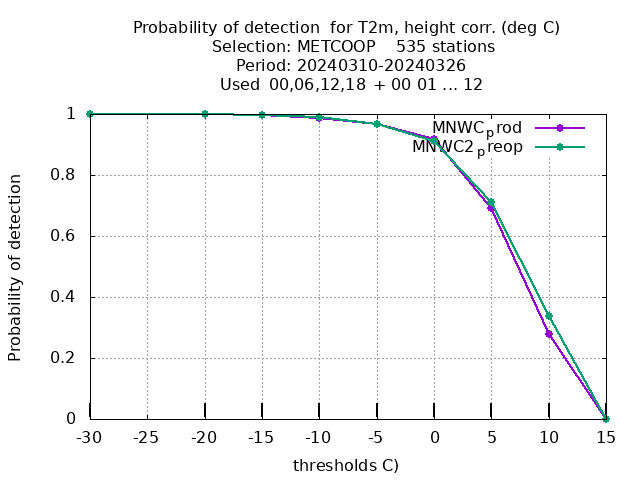 Probability of detection  for T2m, height corr. (deg C)
Selection: METCOOP    535 stations
Period: 20240310-20240326
Used  00,06,12,18  + 00 01 ... 12
MNWCprod
MNWC2preop
1
0.8
0.6
0.4
0.2
0
Probability of detection
-30 -25 -20 -15 -10 -5 0 5 10 15
thresholds C)